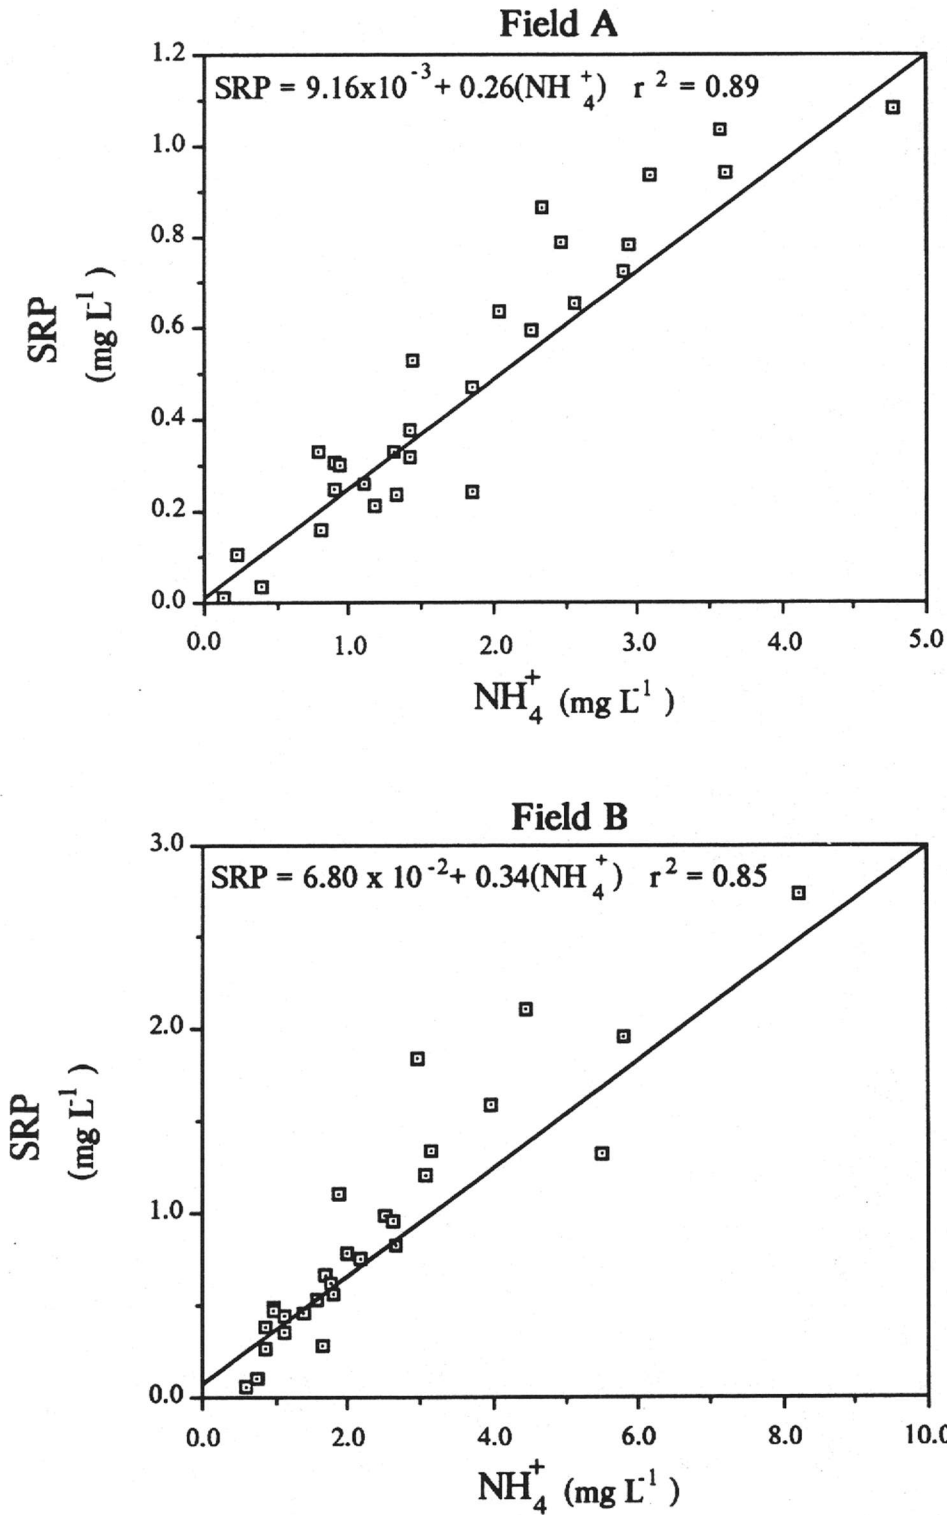 Field A
SRP = 9.16x10⁻³ + 0.26(NH₄⁺) r² = 0.89
1.2
1.0
0.8
0.6
0.4
0.2
0.0
SRP
(mg L⁻¹)
0.0 1.0 2.0 3.0 4.0 5.0
NH₄⁺ (mg L⁻¹)
Field B
SRP = 6.80 x 10⁻² + 0.34(NH₄⁺) r² = 0.85
3.0
2.0
1.0
0.0
SRP
(mg L⁻¹)
0.0 2.0 4.0 6.0 8.0 10.0
NH₄⁺ (mg L⁻¹)